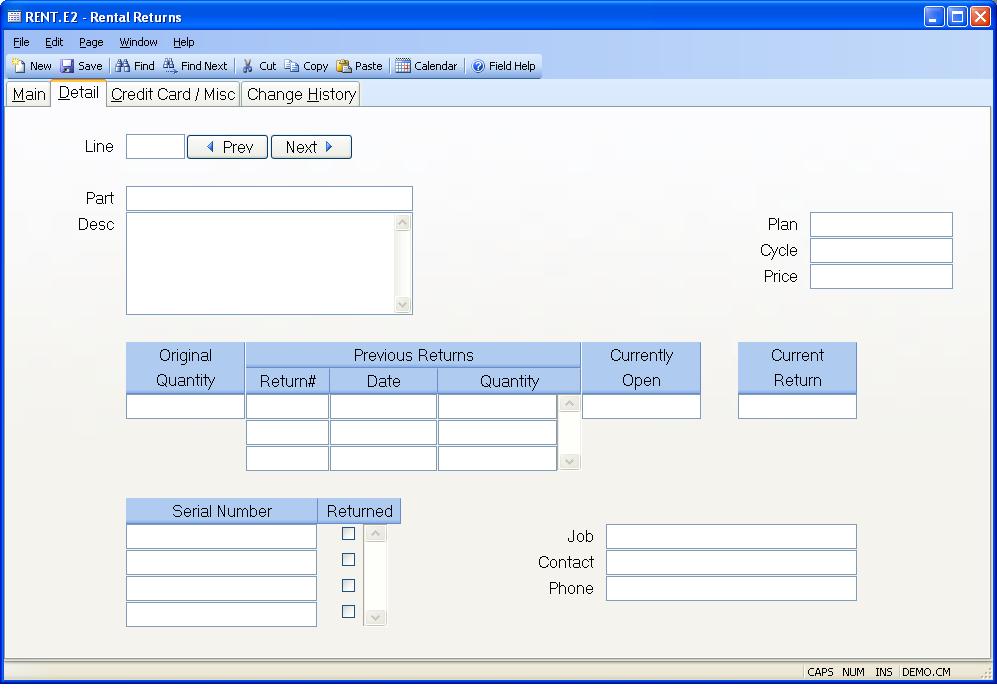 RENT.E2 - Rental Returns
File Edit Page Window Help
New Save Find Find Next Cut Copy Paste Calendar Field Help
Main Detail Credit Card / Misc Change History
Line Prev Next
Part
Desc
Plan
Cycle
Price
Original Quantity Previous Returns Currently Open Current Return
Return# Date Quantity
Serial Number Returned
Job
Contact
Phone
CAPS NUM INS DEMO.CM